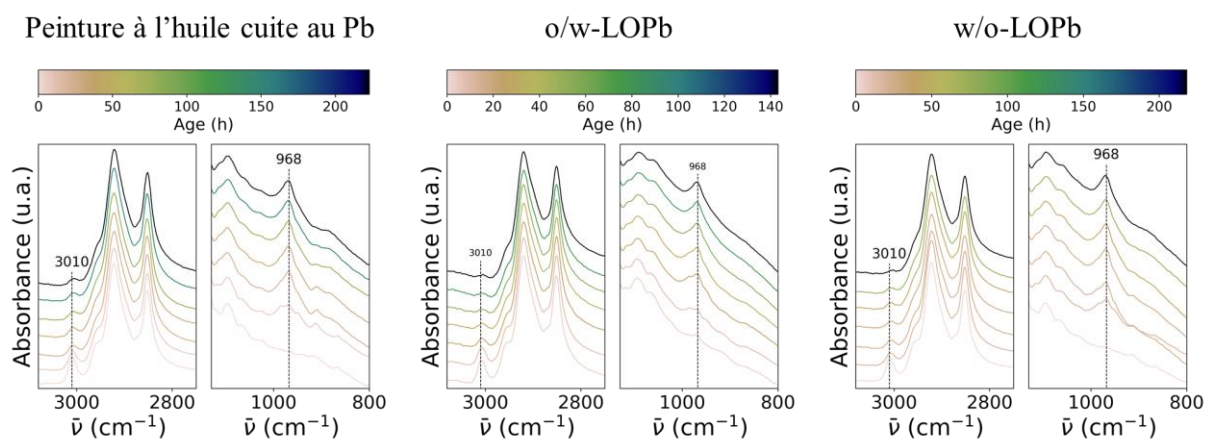 Peinture à l’huile cuite au Pb
o/w-LOPb
w/o-LOPb
0 50 100 150 200
Age (h)
0 20 40 60 80 100 120 140
Age (h)
0 50 100 150 200
Age (h)
Absorbance (u.a.)
3010
968
3000 2800
1000 800
ν̄ (cm⁻¹)
ν̄ (cm⁻¹)
Absorbance (u.a.)
3010
968
3000 2800
1000 800
ν̄ (cm⁻¹)
ν̄ (cm⁻¹)
Absorbance (u.a.)
3010
968
3000 2800
1000 800
ν̄ (cm⁻¹)
ν̄ (cm⁻¹)